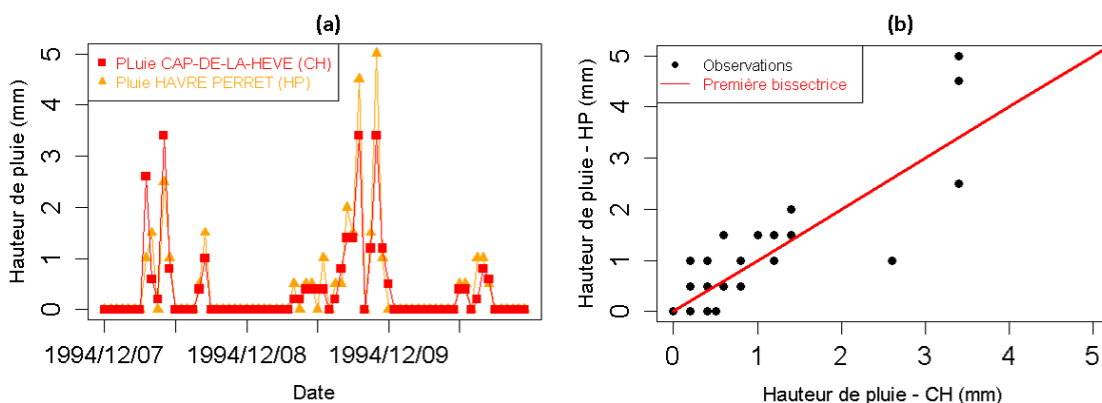 (a)
PLuie CAP-DE-LA-HEVE (CH)
Pluie HAVRE PERRET (HP)
Hauteur de pluie (mm)
5
4
3
2
1
0
1994/12/07
1994/12/08
1994/12/09
Date
(b)
Observations
Première bissectrice
Hauteur de pluie - HP (mm)
5
4
3
2
1
0
0
1
2
3
4
5
Hauteur de pluie - CH (mm)